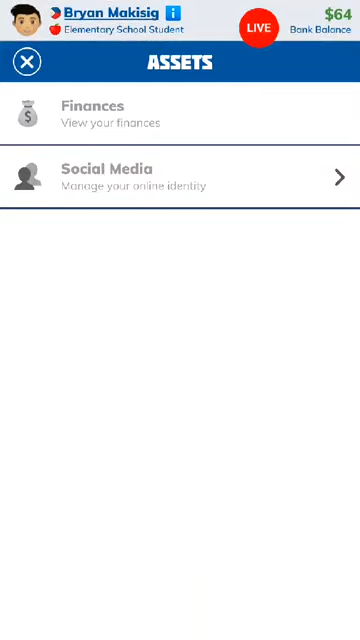 Bryan Makisig
Elementary School Student
LIVE
$64
Bank Balance
ASSETS
Finances
View your finances
Social Media
Manage your online identity